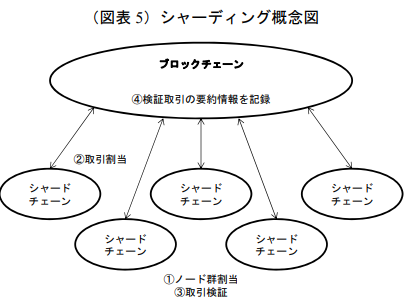 （図表 5）シャーディング概念図
ブロックチェーン
④検証取引の要約情報を記録
②取引割当
シャード
チェーン
シャード
チェーン
シャード
チェーン
シャード
チェーン
シャード
チェーン
①ノード群割当
③取引検証